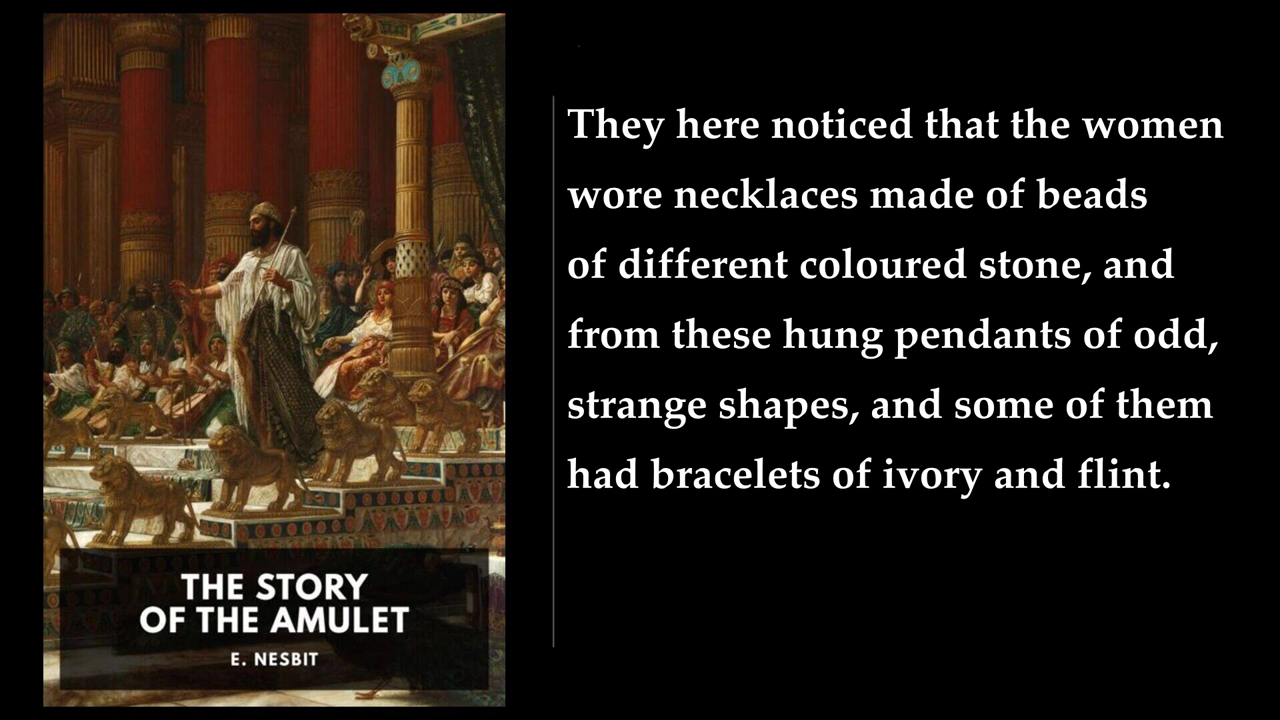 They here noticed that the women
wore necklaces made of beads
of different coloured stone, and
from these hung pendants of odd,
strange shapes, and some of them
had bracelets of ivory and flint.
THE STORY
OF THE AMULET
E. NESBIT